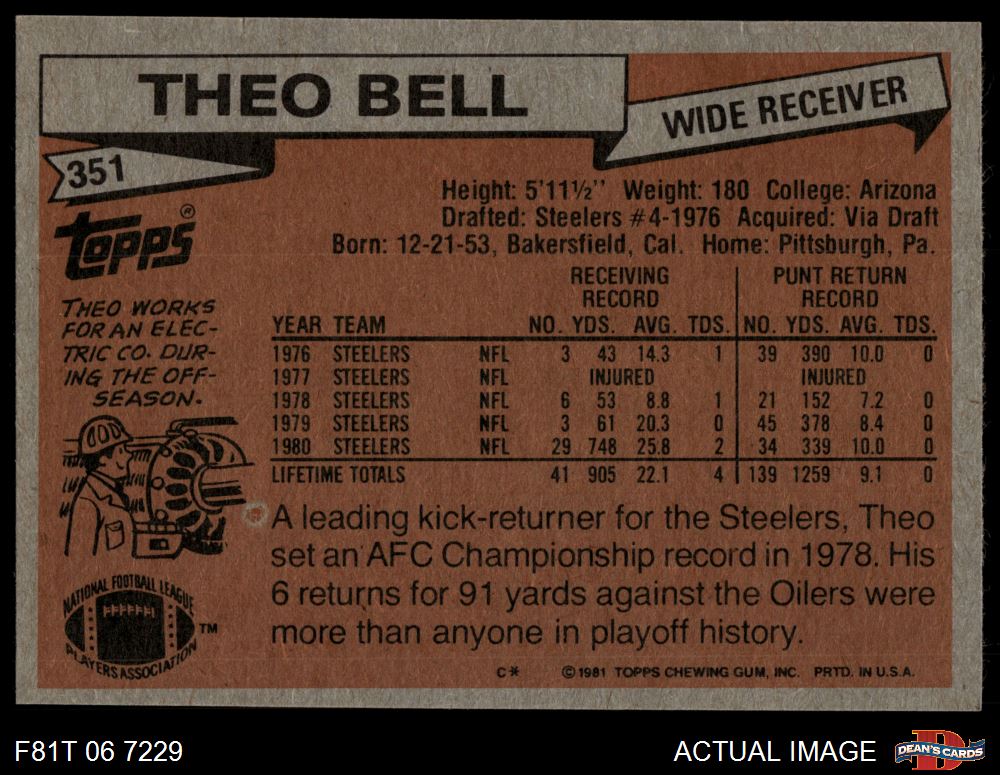 THEO BELL
WIDE RECEIVER
351
Topps®
Height: 5'11½'' Weight: 180 College: Arizona
Drafted: Steelers #4-1976 Acquired: Via Draft
Born: 12-21-53, Bakersfield, Cal. Home: Pittsburgh, Pa.
THEO WORKS
FOR AN ELEC-
TRIC CO. DUR-
ING THE OFF-
SEASON.
RECEIVING PUNT RETURN
RECORD RECORD
YEAR TEAM NO. YDS. AVG. TDS. NO. YDS. AVG. TDS.
1976 STEELERS NFL 3 43 14.3 1 39 390 10.0 0
1977 STEELERS NFL INJURED INJURED
1978 STEELERS NFL 6 53 8.8 1 21 152 7.2 0
1979 STEELERS NFL 3 61 20.3 0 45 378 8.4 0
1980 STEELERS NFL 29 748 25.8 2 34 339 10.0 0
LIFETIME TOTALS 41 905 22.1 4 139 1259 9.1 0
A leading kick-returner for the Steelers, Theo
set an AFC Championship record in 1978. His
6 returns for 91 yards against the Oilers were
more than anyone in playoff history.
NATIONAL FOOTBALL LEAGUE
PLAYERS ASSOCIATION
TM
C* ©1981 TOPPS CHEWING GUM, INC. PRTD. IN U.S.A.
F81T 06 7229
ACTUAL IMAGE
D
DEAN'S CARDS